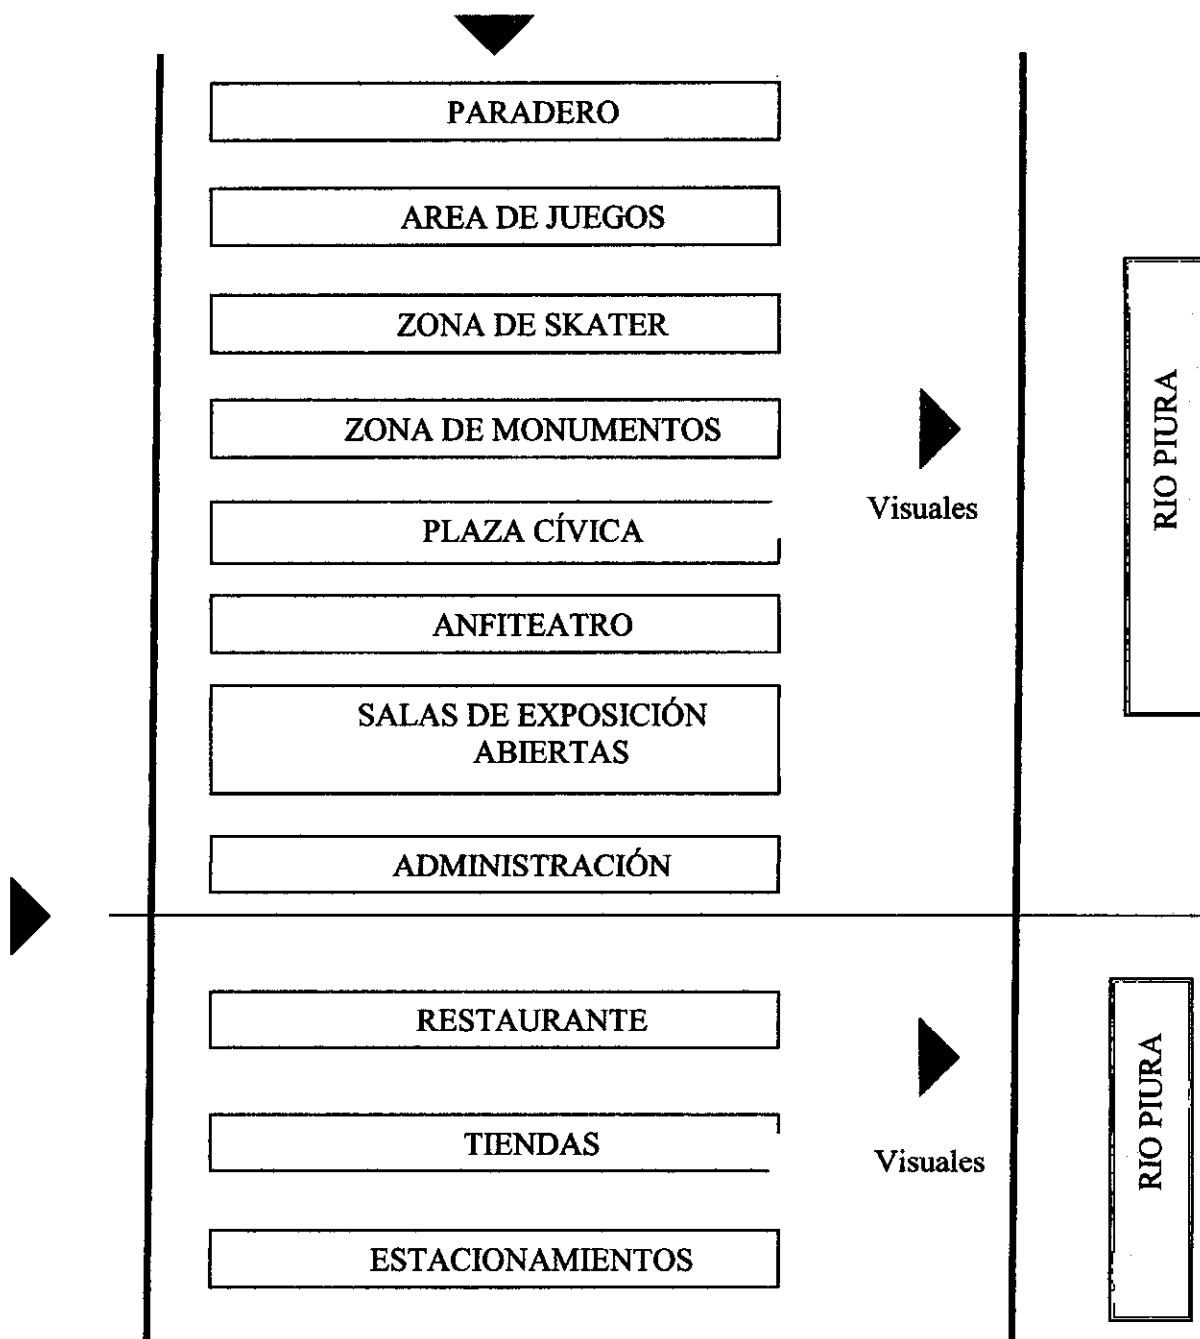 PARADERO
AREA DE JUEGOS
ZONA DE SKATER
ZONA DE MONUMENTOS
PLAZA CÍVICA
ANFITEATRO
SALAS DE EXPOSICIÓN
ABIERTAS
ADMINISTRACIÓN
Visuales
RIO PIURA
RESTAURANTE
TIENDAS
ESTACIONAMIENTOS
Visuales
RIO PIURA